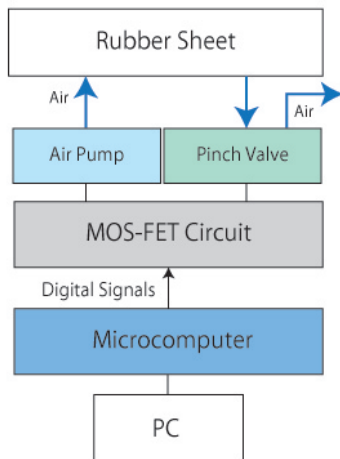 Rubber Sheet
Air
Air
Air Pump
Pinch Valve
MOS-FET Circuit
Digital Signals
Microcomputer
PC